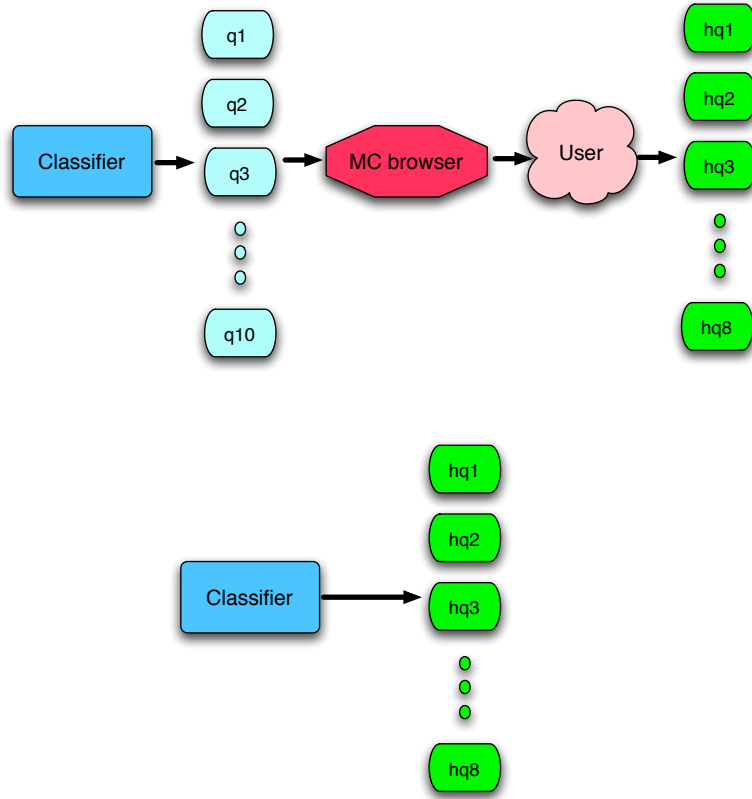 q1
q2
Classifier
q3
q10
MC browser
User
hq1
hq2
hq3
hq8
hq1
hq2
Classifier
hq3
hq8